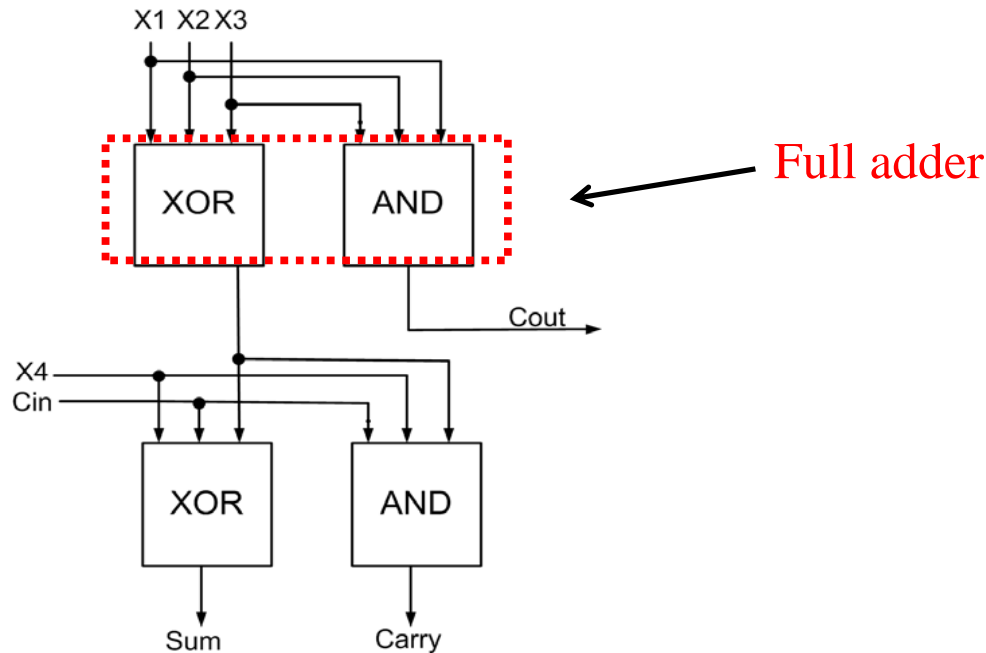 X1 X2 X3
Full adder
XOR AND
Cout
X4
Cin
XOR AND
Sum Carry